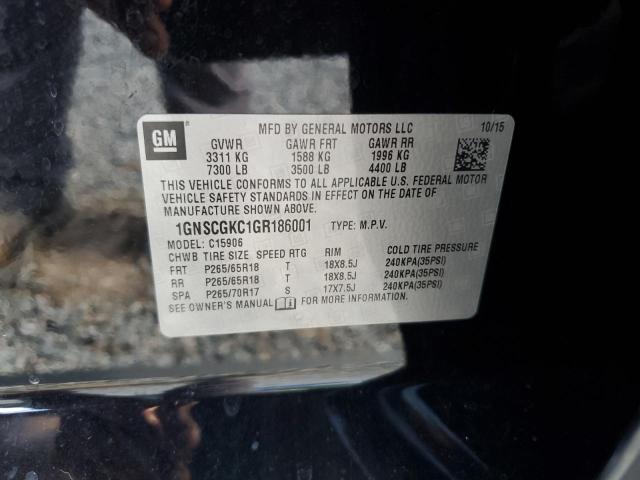 GM
MFD BY GENERAL MOTORS LLC 10/15
GVWR GAWR FRT GAWR RR
3311 KG 1588 KG 1996 KG
7300 LB 3500 LB 4400 LB
THIS VEHICLE CONFORMS TO ALL APPLICABLE U.S. FEDERAL MOTOR
VEHICLE SAFETY STANDARDS IN EFFECT ON THE DATE OF
MANUFACTURE SHOWN ABOVE.
1GNSCGKC1GR186001 TYPE: M.P.V.
MODEL: C15906
CHWB TIRE SIZE SPEED RTG RIM COLD TIRE PRESSURE
FRT P265/65R18 T 18X8.5J 240KPA(35PSI)
RR P265/65R18 T 18X8.5J 240KPA(35PSI)
SPA P265/70R17 S 17X7.5J 240KPA(35PSI)
SEE OWNER'S MANUAL FOR MORE INFORMATION.